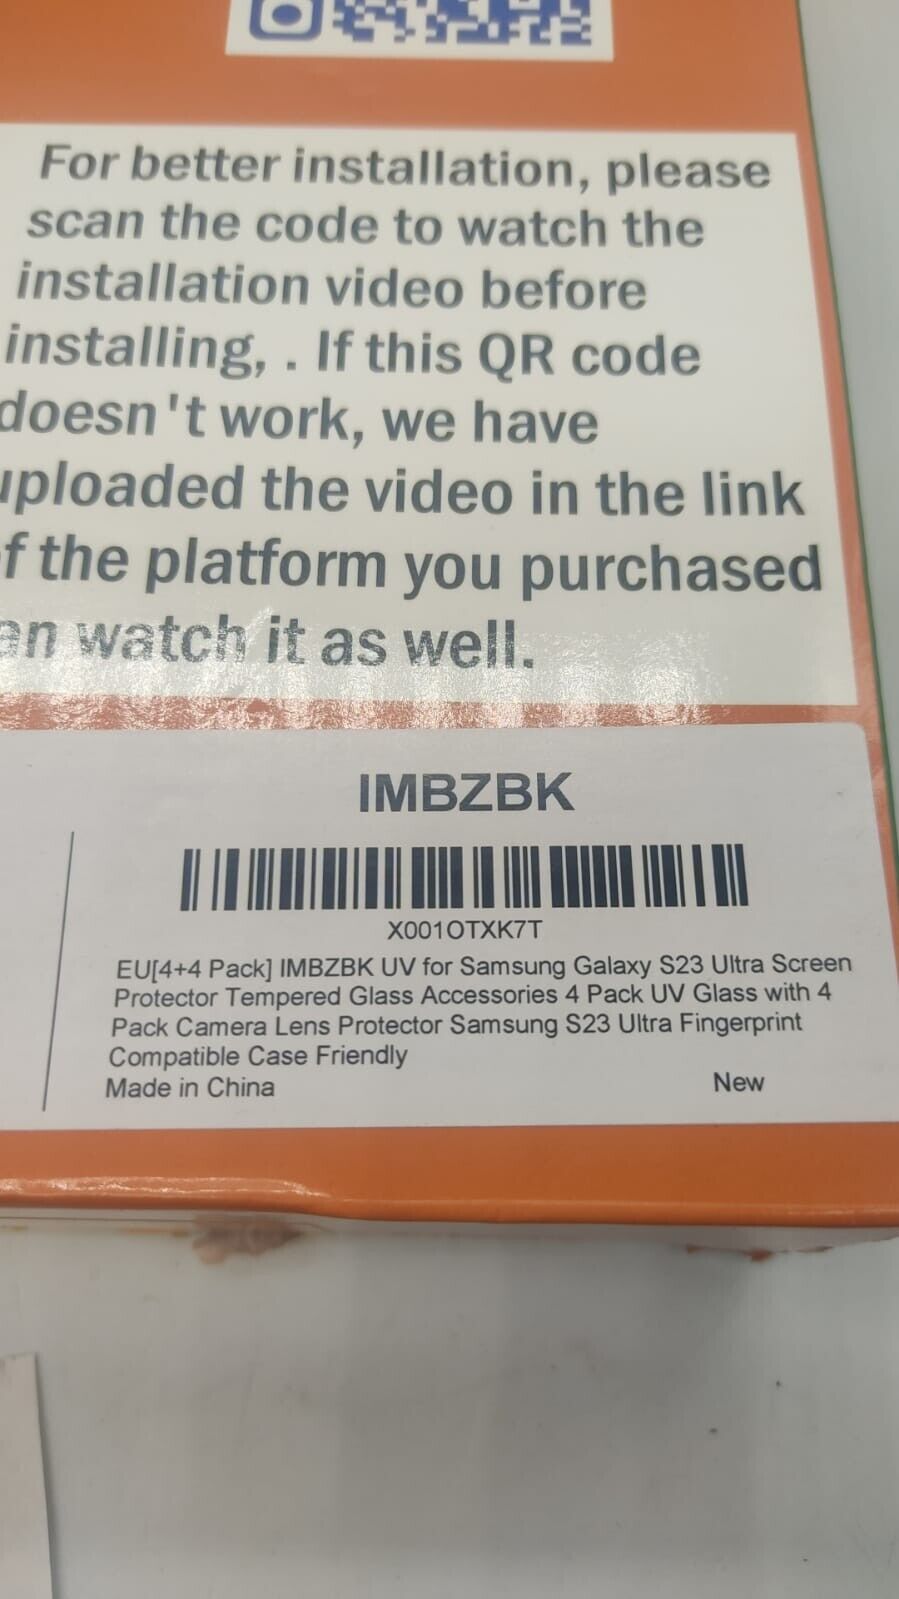 For better installation, please
scan the code to watch the
installation video before
installing, . If this QR code
doesn't work, we have
uploaded the video in the link
f the platform you purchased
an watch it as well.
IMBZBK
X001OTXK7T
EU[4+4 Pack] IMBZBK UV for Samsung Galaxy S23 Ultra Screen
Protector Tempered Glass Accessories 4 Pack UV Glass with 4
Pack Camera Lens Protector Samsung S23 Ultra Fingerprint
Compatible Case Friendly
Made in China New